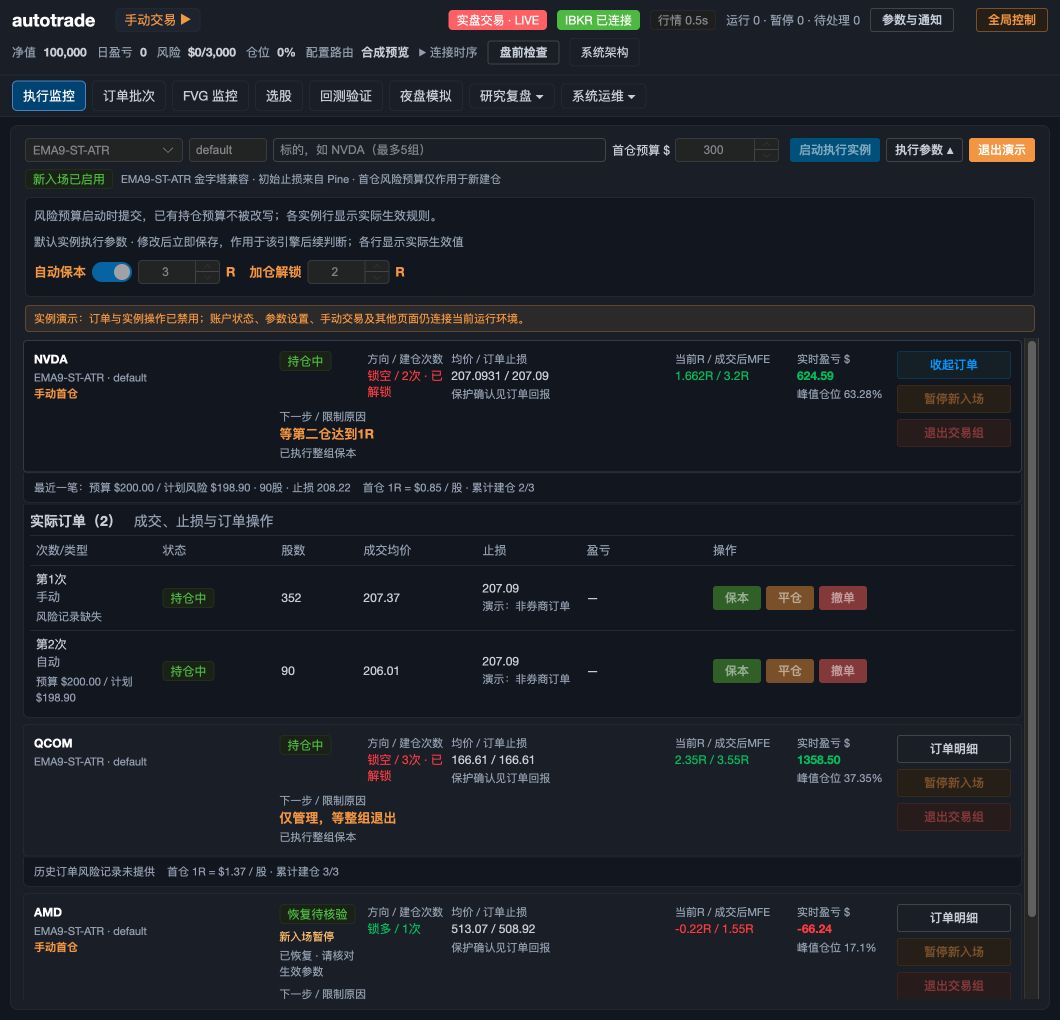 autotrade 手动交易 ▶ 实盘交易 · LIVE IBKR 已连接 行情 0.5s 运行 0 · 暂停 0 · 待处理 0 参数与通知 全局控制
净值 100,000 日盈亏 0 风险 $0/3,000 仓位 0% 配置路由 合成预览 ▶ 连接时序 盘前检查 系统架构
执行监控 订单批次 FVG 监控 选股 回测验证 夜盘模拟 研究复盘 系统运维
EMA9-ST-ATR default 标的，如 NVDA（最多5组） 首仓预算 $ 300 启动执行实例 执行参数 ▲ 退出演示
新入场已启用 EMA9-ST-ATR 金字塔兼容 · 初始止损来自 Pine · 首仓风险预算仅作用于新建仓
风险预算启动时提交，已有持仓预算不被改写；各实例行显示实际生效规则。
默认实例执行参数 · 修改后立即保存，作用于该引擎后续判断；各行显示实际生效值
自动保本 3 R 加仓解锁 2 R
实例演示：订单与实例操作已禁用；账户状态、参数设置、手动交易及其他页面仍连接当前运行环境。
NVDA 持仓中 方向 / 建仓次数 均价 / 订单止损 当前R / 成交后MFE 实时盈亏 $ 收起订单
EMA9-ST-ATR · default 锁空 / 2次 · 已 207.0931 / 207.09 1.662R / 3.2R 624.59
手动首仓 解锁 保护确认见订单回报 峰值仓位 63.28% 暂停新入场
下一步 / 限制原因
等第二仓达到1R 退出交易组
已执行整组保本
最近一笔：预算 $200.00 / 计划风险 $198.90 · 90股 · 止损 208.22 首仓 1R = $0.85 / 股 · 累计建仓 2/3
实际订单（2） 成交、止损与订单操作
次数/类型 状态 股数 成交均价 止损 盈亏 操作
第1次
手动 持仓中 352 207.37 207.09 — 保本 平仓 撤单
风险记录缺失 演示：非券商订单
第2次
自动 持仓中 90 206.01 207.09 — 保本 平仓 撤单
预算 $200.00 / 计划 演示：非券商订单
$198.90
QCOM 持仓中 方向 / 建仓次数 均价 / 订单止损 当前R / 成交后MFE 实时盈亏 $ 订单明细
EMA9-ST-ATR · default 锁空 / 3次 · 已 166.61 / 166.61 2.35R / 3.55R 1358.50
解锁 保护确认见订单回报 峰值仓位 37.35% 暂停新入场
下一步 / 限制原因
仅管理，等整组退出 退出交易组
已执行整组保本
历史订单风险记录未提供 首仓 1R = $1.37 / 股 · 累计建仓 3/3
AMD 恢复待核验 方向 / 建仓次数 均价 / 订单止损 当前R / 成交后MFE 实时盈亏 $ 订单明细
EMA9-ST-ATR · default 新入场暂停 锁多 / 1次 513.07 / 508.92 -0.22R / 1.55R -66.24
手动首仓 已恢复 · 请核对 保护确认见订单回报 峰值仓位 17.1% 暂停新入场
生效参数
下一步 / 限制原因 退出交易组